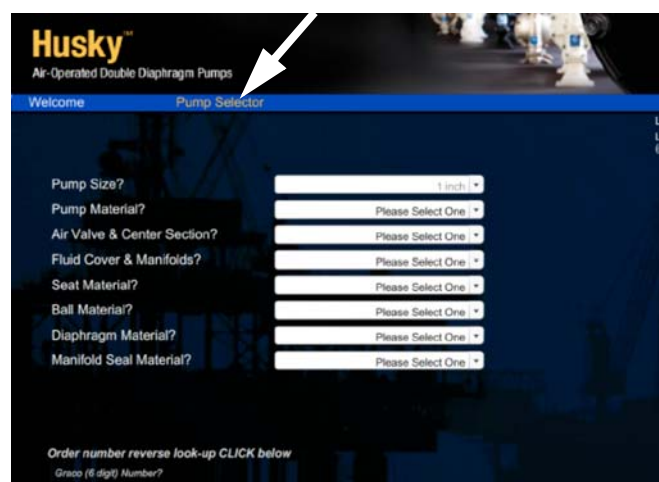 Husky™
Air-Operated Double Diaphragm Pumps
Welcome Pump Selector
Pump Size? 1 inch
Pump Material? Please Select One
Air Valve & Center Section? Please Select One
Fluid Cover & Manifolds? Please Select One
Seat Material? Please Select One
Ball Material? Please Select One
Diaphragm Material? Please Select One
Manifold Seal Material? Please Select One
Order number reverse look-up CLICK below
Graco (6 digit) Number?